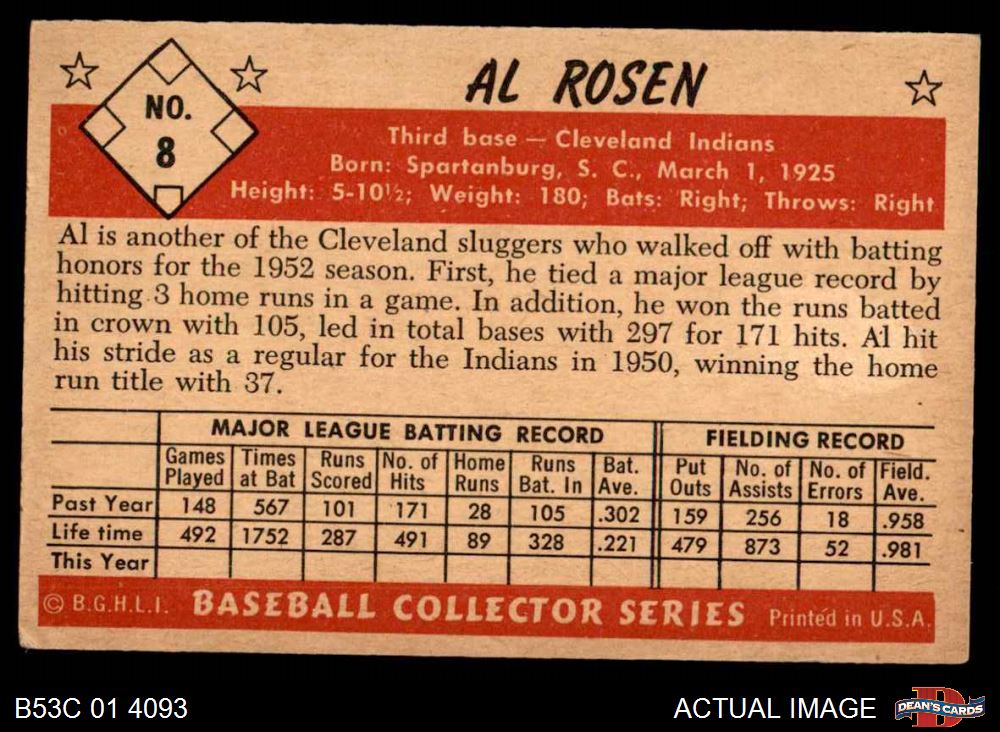 AL ROSEN
NO.
8
Third base — Cleveland Indians
Born: Spartanburg, S. C., March 1, 1925
Height: 5-10½; Weight: 180; Bats: Right; Throws: Right
Al is another of the Cleveland sluggers who walked off with batting
honors for the 1952 season. First, he tied a major league record by
hitting 3 home runs in a game. In addition, he won the runs batted
in crown with 105, led in total bases with 297 for 171 hits. Al hit
his stride as a regular for the Indians in 1950, winning the home
run title with 37.
MAJOR LEAGUE BATTING RECORD FIELDING RECORD
Games Times Runs No. of Home Runs Bat. Put No. of No. of Field.
Played at Bat Scored Hits Runs Bat. In Ave. Outs Assists Errors Ave.
Past Year 148 567 101 171 28 105 .302 159 256 18 .958
Life time 492 1752 287 491 89 328 .221 479 873 52 .981
This Year
© B.G.H.L.I. BASEBALL COLLECTOR SERIES Printed in U.S.A.
B53C 01 4093 ACTUAL IMAGE DEAN'S CARDS